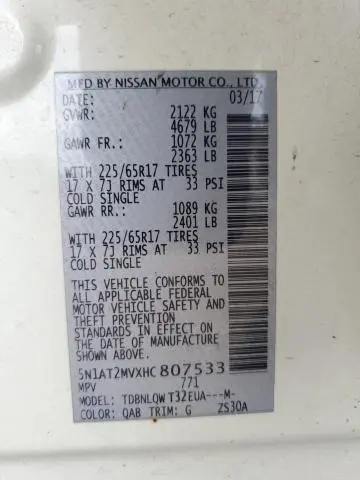 MFD BY NISSAN MOTOR CO., LTD.
DATE: 03/17
GVWR: 2122 KG
4679 LB
GAWR FR.: 1072 KG
2363 LB
WITH 225/65R17 TIRES
17 X 7J RIMS AT 33 PSI
COLD SINGLE
GAWR RR.: 1089 KG
2401 LB
WITH 225/65R17 TIRES
17 X 7J RIMS AT 33 PSI
COLD SINGLE
THIS VEHICLE CONFORMS TO
ALL APPLICABLE FEDERAL
MOTOR VEHICLE SAFETY AND
AND THEFT PREVENTION
STANDARDS IN EFFECT ON
THE DATE OF MANUFACTURE
SHOWN ABOVE.
5N1AT2MVXHC807533
MPV 771
MODEL: TDBNLQW T32EUA---M-
COLOR: QAB TRIM: G ZS30A